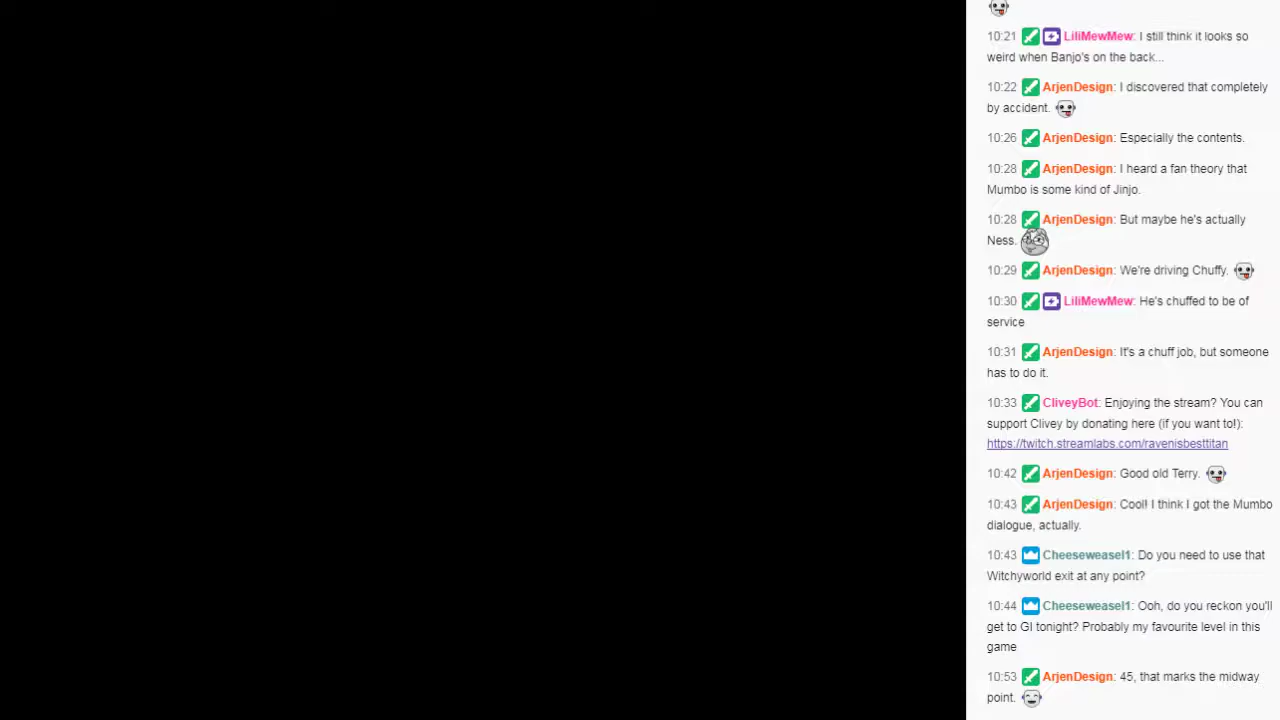 10:21 LiliMewMew: I still think it looks so
weird when Banjo's on the back...
10:22 ArjenDesign: I discovered that completely
by accident.
10:26 ArjenDesign: Especially the contents.
10:28 ArjenDesign: I heard a fan theory that
Mumbo is some kind of Jinjo.
10:28 ArjenDesign: But maybe he's actually
Ness.
10:29 ArjenDesign: We're driving Chuffy.
10:30 LiliMewMew: He's chuffed to be of
service
10:31 ArjenDesign: It's a chuff job, but someone
has to do it.
10:33 CliveyBot: Enjoying the stream? You can
support Clivey by donating here (if you want to!):
https://twitch.streamlabs.com/ravenisbesttitan
10:42 ArjenDesign: Good old Terry.
10:43 ArjenDesign: Cool! I think I got the Mumbo
dialogue, actually.
10:43 Cheeseweasel1: Do you need to use that
Witchyworld exit at any point?
10:44 Cheeseweasel1: Ooh, do you reckon you'll
get to GI tonight? Probably my favourite level in this
game
10:53 ArjenDesign: 45, that marks the midway
point.